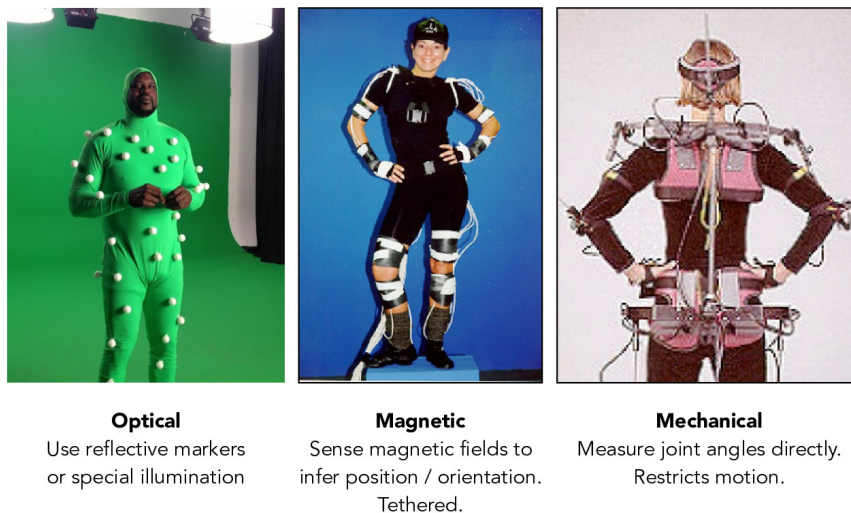 Optical
Use reflective markers
or special illumination
Magnetic
Sense magnetic fields to
infer position / orientation.
Tethered.
Mechanical
Measure joint angles directly.
Restricts motion.